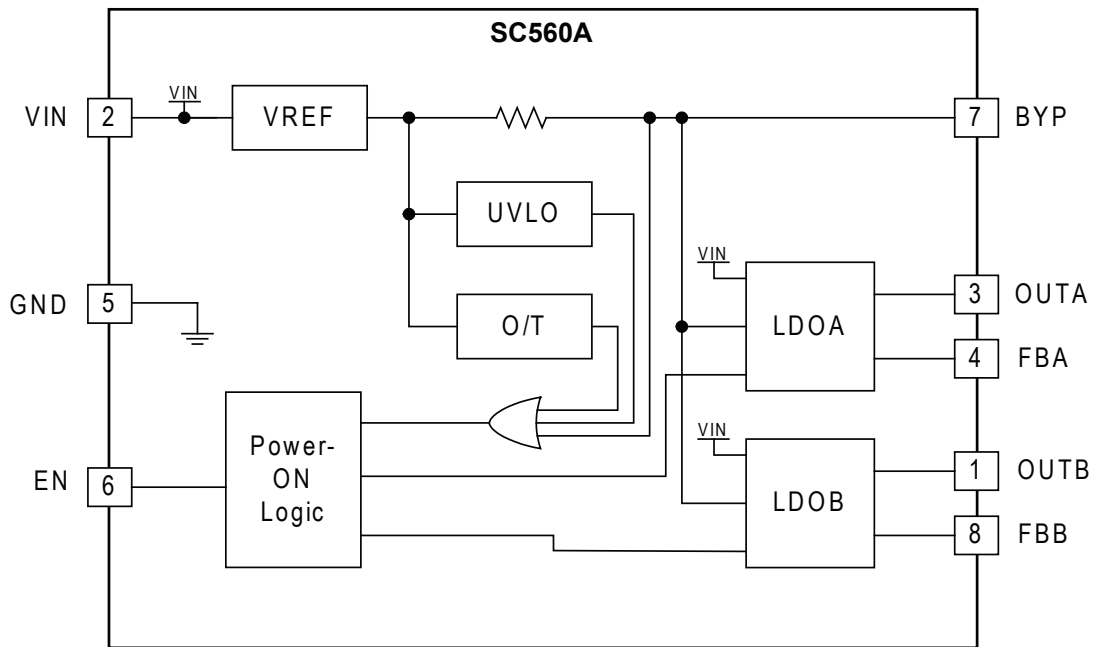 SC560A
VIN 2
VIN
VREF
7 BYP
UVLO
GND 5
O/T
VIN
LDOA
3 OUTA
4 FBA
EN 6
Power-
ON
Logic
VIN
LDOB
1 OUTB
8 FBB